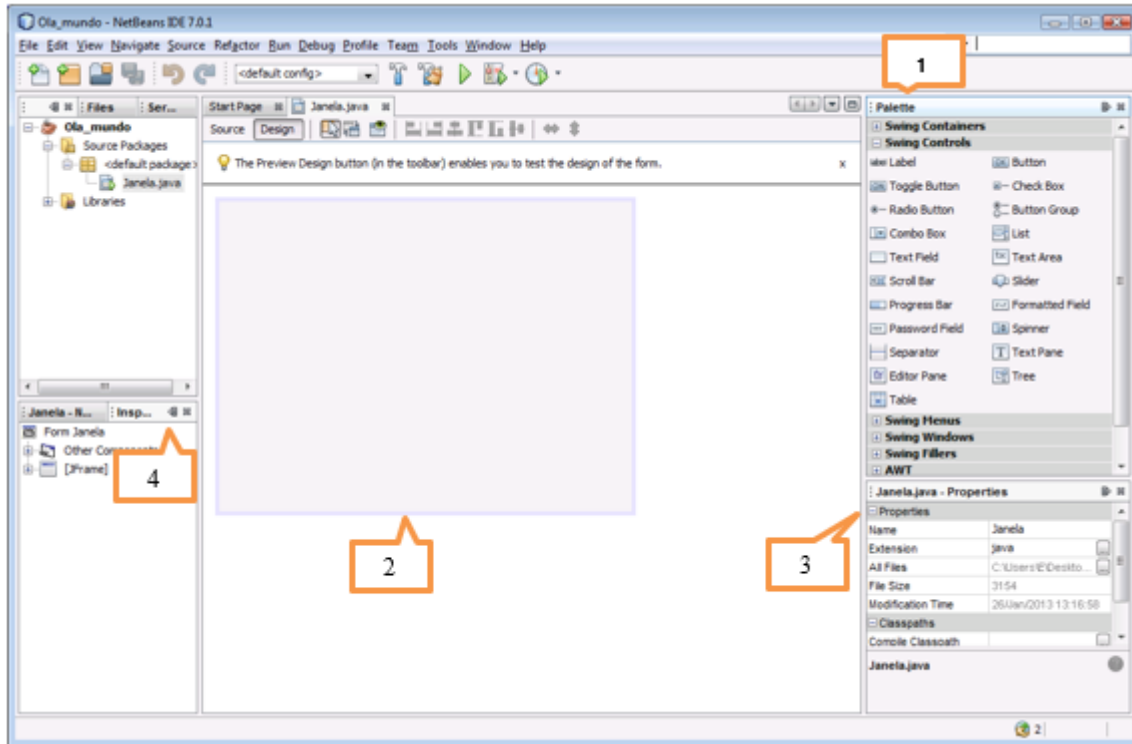 Ola_mundo - NetBeans IDE 7.0.1
File Edit View Navigate Source Refactor Run Debug Profile Team Tools Window Help
<default config>
1
Files Ser...
Ola_mundo
Source Packages
<default package>
Janela.java
Libraries
Start Page Janela.java
Source Design
The Preview Design button (in the toolbar) enables you to test the design of the form. x
2
Janela - N... Insp...
Form Janela
Other
[JFrame]
4
Palette
Swing Containers
Swing Controls
Label Button
Toggle Button Check Box
Radio Button Button Group
Combo Box List
Text Field Text Area
Scroll Bar Slider
Progress Bar Formatted Field
Password Field Spinner
Separator Text Pane
Editor Pane Tree
Table
Swing Menus
Swing Windows
Swing Fillers
AWT
3
Janela.java - Properties
Properties
Name Janela
Extension java
All Files C:\Users\E\Deskto...
File Size 3154
Modification Time 26/Jan/2013 13:16:58
Classpaths
Compile Classpath
Janela.java
2